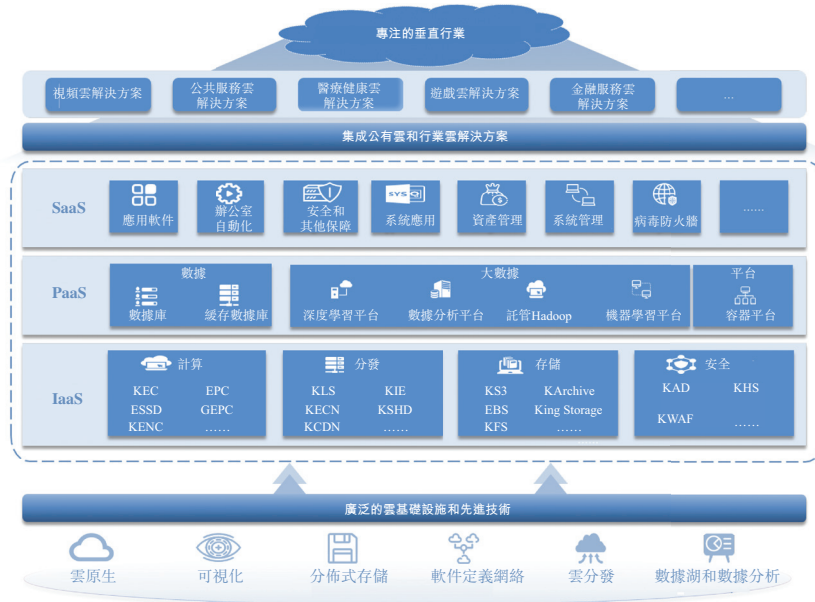 專注的垂直行業
視頻雲解決方案
公共服務雲
解決方案
醫療健康雲
解決方案
遊戲雲解決方案
金融服務雲
解決方案
...
集成公有雲和行業雲解決方案
SaaS
應用軟件
辦公室
自動化
安全和
其他保障
SYS
系統應用
資產管理
系統管理
病毒防火牆
......
PaaS
數據
數據庫
緩存數據庫
大數據
深度學習平台
數據分析平台
託管Hadoop
機器學習平台
平台
容器平台
IaaS
計算
KEC EPC
ESSD GEPC
KENC ......
分發
KLS KIE
KECN KSHD
KCDN ......
存儲
KS3 KArchive
EBS King Storage
KFS ......
安全
KAD KHS
KWAF ......
廣泛的雲基礎設施和先進技術
雲原生
可視化
分佈式存儲
軟件定義網絡
雲分發
數據湖和數據分析